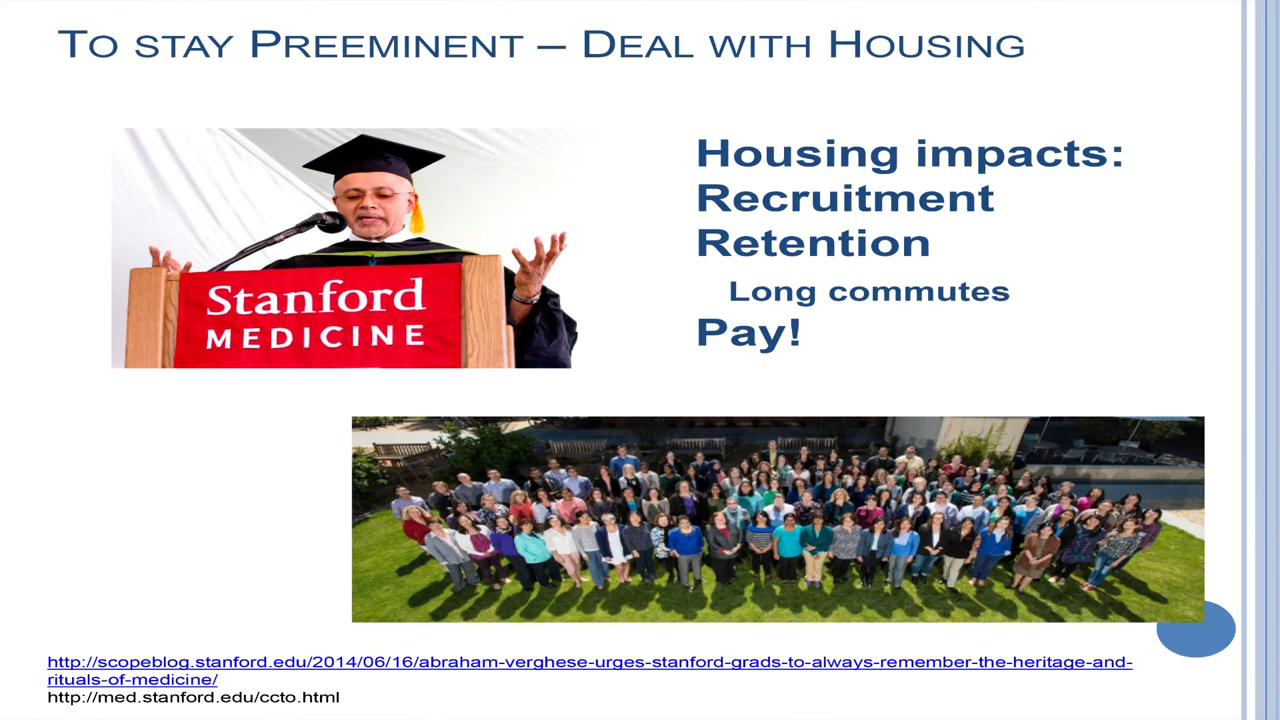 TO STAY PREEMINENT – DEAL WITH HOUSING
Housing impacts:
Recruitment
Retention
Long commutes
Pay!
Stanford
MEDICINE
http://scopeblog.stanford.edu/2014/06/16/abraham-verghese-urges-stanford-grads-to-always-remember-the-heritage-and-
rituals-of-medicine/
http://med.stanford.edu/ccto.html